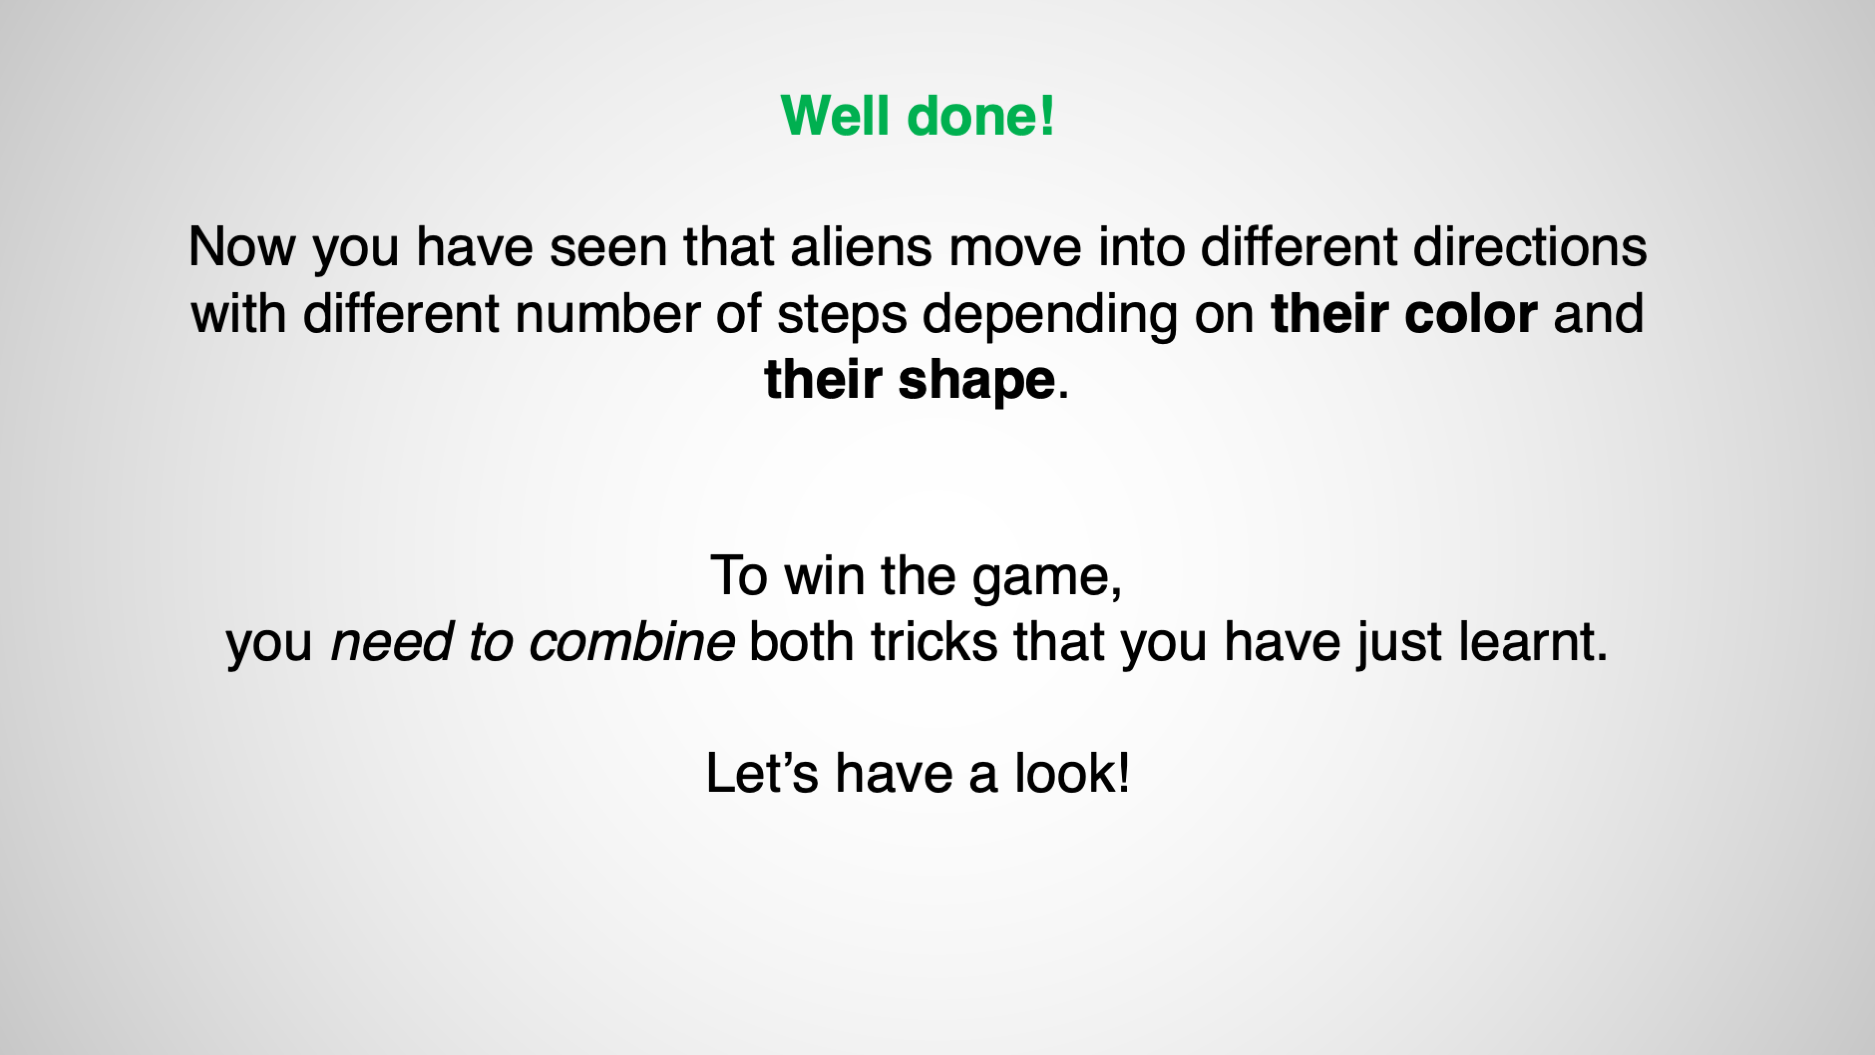 Well done!
Now you have seen that aliens move into different directions
with different number of steps depending on their color and
their shape.
To win the game,
you need to combine both tricks that you have just learnt.
Let’s have a look!